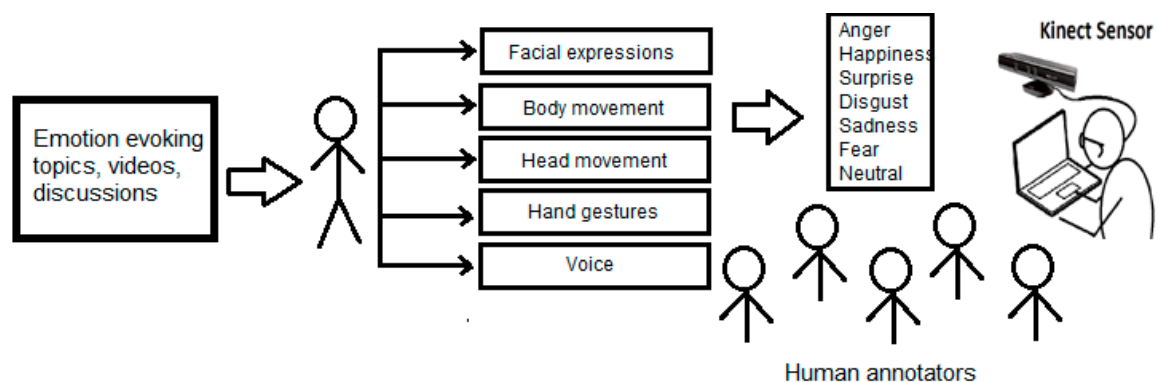 Emotion evoking
topics, videos,
discussions
Facial expressions
Body movement
Head movement
Hand gestures
Voice
Anger
Happiness
Surprise
Disgust
Sadness
Fear
Neutral
Kinect Sensor
Human annotators